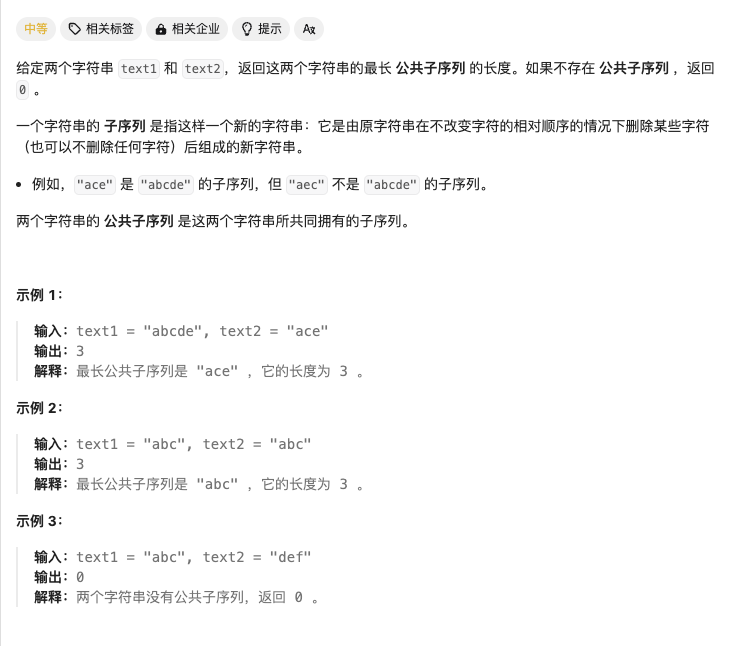 中等 相关标签 相关企业 提示 Ax
给定两个字符串 text1 和 text2，返回这两个字符串的最长 公共子序列 的长度。如果不存在 公共子序列 ，返回
0 。
一个字符串的 子序列 是指这样一个新的字符串：它是由原字符串在不改变字符的相对顺序的情况下删除某些字符
（也可以不删除任何字符）后组成的新字符串。
• 例如，"ace" 是 "abcde" 的子序列，但 "aec" 不是 "abcde" 的子序列。
两个字符串的 公共子序列 是这两个字符串所共同拥有的子序列。
示例 1：
输入：text1 = "abcde", text2 = "ace"
输出：3
解释：最长公共子序列是 "ace" ，它的长度为 3 。
示例 2：
输入：text1 = "abc", text2 = "abc"
输出：3
解释：最长公共子序列是 "abc" ，它的长度为 3 。
示例 3：
输入：text1 = "abc", text2 = "def"
输出：0
解释：两个字符串没有公共子序列，返回 0 。